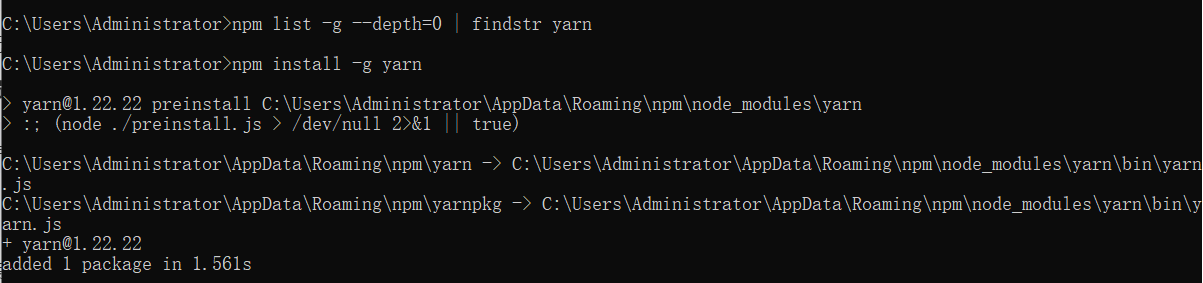 C:\Users\Administrator>npm list -g --depth=0 | findstr yarn
C:\Users\Administrator>npm install -g yarn
> yarn@1.22.22 preinstall C:\Users\Administrator\AppData\Roaming\npm\node_modules\yarn
> :; (node ./preinstall.js > /dev/null 2>&1 || true)
C:\Users\Administrator\AppData\Roaming\npm\yarn -> C:\Users\Administrator\AppData\Roaming\npm\node_modules\yarn\bin\yarn
.js
C:\Users\Administrator\AppData\Roaming\npm\yarnpkg -> C:\Users\Administrator\AppData\Roaming\npm\node_modules\yarn\bin\y
arn.js
+ yarn@1.22.22
added 1 package in 1.561s